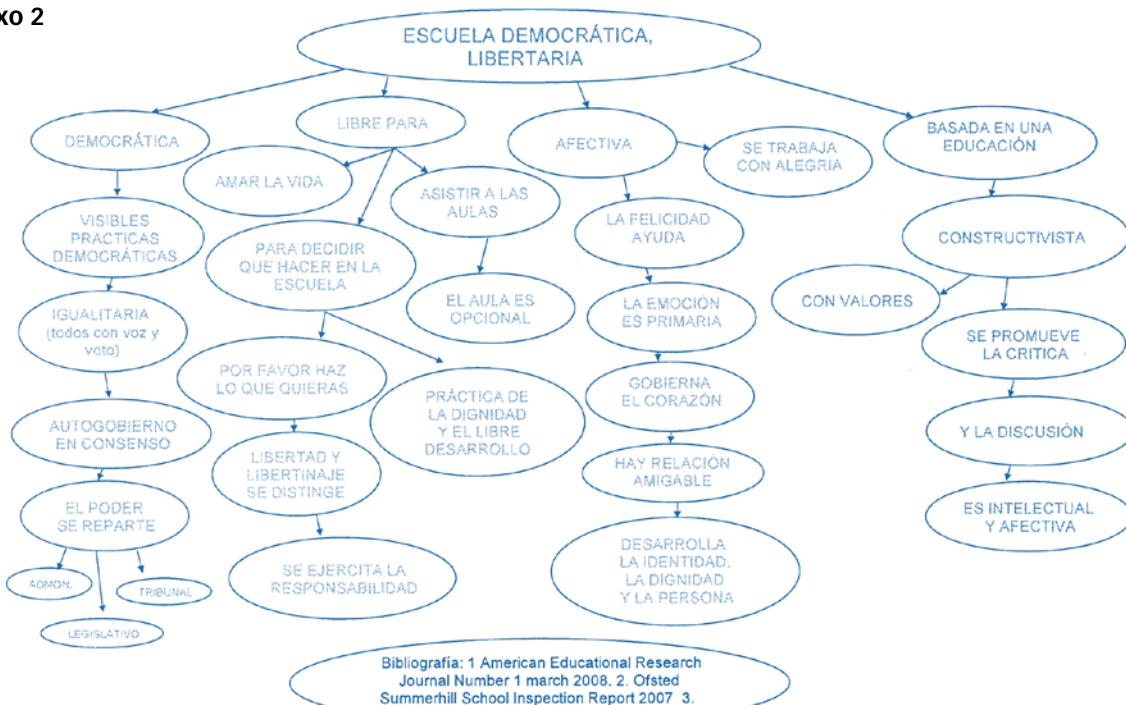 xo 2
ESCUELA DEMOCRÁTICA,
LIBERTARIA
DEMOCRÁTICA
VISIBLES
PRACTICAS
DEMOCRÁTICAS
IGUALITARIA
(todos con voz y
voto)
AUTOGOBIERNO
EN CONSENSO
EL PODER
SE REPARTE
ADMON.
TRIBUNAL
LEGISLATIVO
LIBRE PARA
AMAR LA VIDA
ASISTIR A LAS
AULAS
EL AULA ES
OPCIONAL
PARA DECIDIR
QUE HACER EN LA
ESCUELA
POR FAVOR HAZ
LO QUE QUIERAS
LIBERTAD Y
LIBERTINAJE
SE DISTINGE
SE EJERCITA LA
RESPONSABILIDAD
PRÁCTICA DE
LA DIGNIDAD
Y EL LIBRE
DESARROLLO
AFECTIVA
SE TRABAJA
CON ALEGRÍA
LA FELICIDAD
AYUDA
LA EMOCIÓN
ES PRIMARIA
GOBIERNA
EL CORAZÓN
HAY RELACIÓN
AMIGABLE
DESARROLLA
LA IDENTIDAD.
LA DIGNIDAD
Y LA PERSONA
BASADA EN UNA
EDUCACIÓN
CONSTRUCTIVISTA
CON VALORES
SE PROMUEVE
LA CRITICA
Y LA DISCUSIÓN
ES INTELECTUAL
Y AFECTIVA
Bibliografía: 1 American Educational Research
Journal Number 1 march 2008. 2. Ofsted
Summerhill School Inspection Report 2007 3.